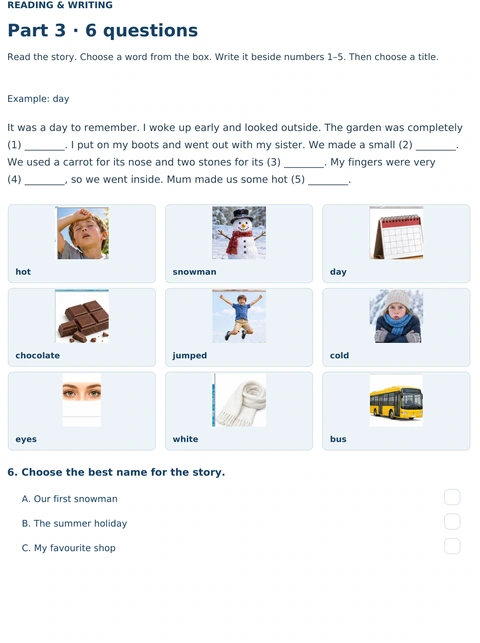 READING & WRITING
Part 3 · 6 questions
Read the story. Choose a word from the box. Write it beside numbers 1–5. Then choose a title.
Example: day
It was a day to remember. I woke up early and looked outside. The garden was completely
(1) ________. I put on my boots and went out with my sister. We made a small (2) ________.
We used a carrot for its nose and two stones for its (3) ________. My fingers were very
(4) ________, so we went inside. Mum made us some hot (5) ________.
hot
snowman
day
chocolate
jumped
cold
eyes
white
bus
6. Choose the best name for the story.
A. Our first snowman
B. The summer holiday
C. My favourite shop